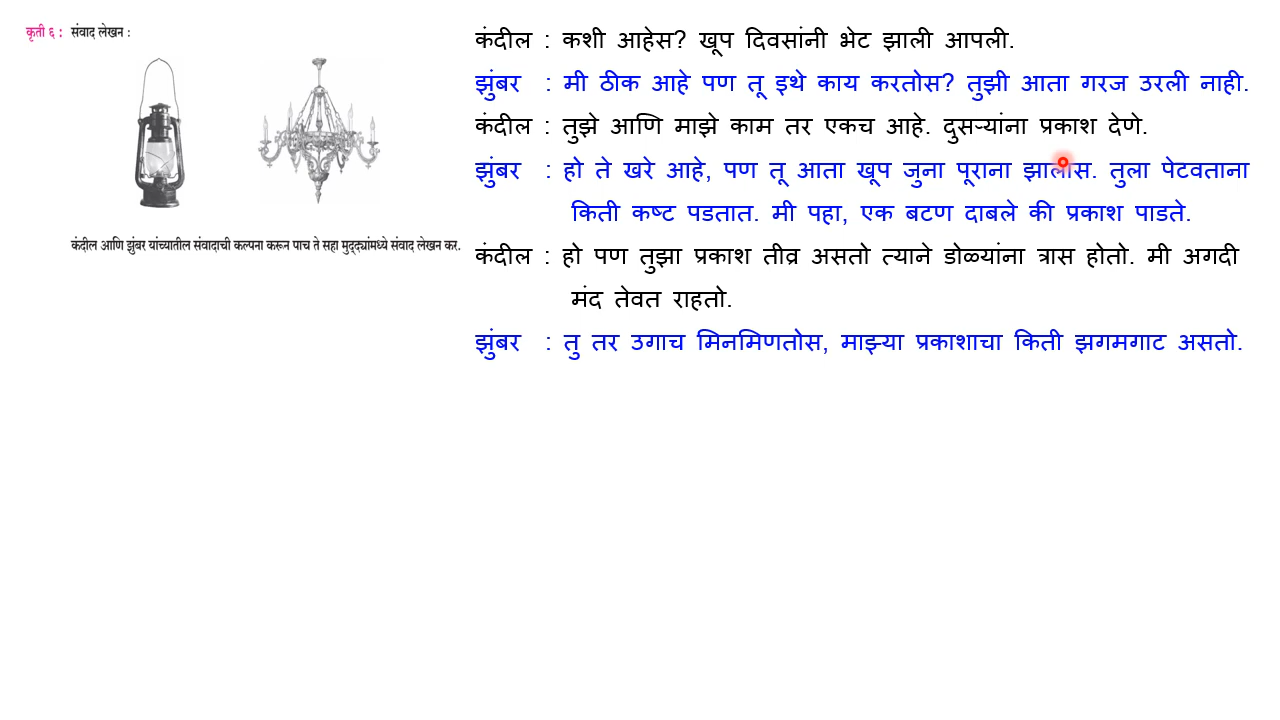 कृती ६ : संवाद लेखन :
कंदील आणि झुंबर यांच्यातील संवादाची कल्पना करून पाच ते सहा मुद्द्यांमध्ये संवाद लेखन कर.
कंदील : कशी आहेस? खूप दिवसांनी भेट झाली आपली.
झुंबर : मी ठीक आहे पण तू इथे काय करतोस? तुझी आता गरज उरली नाही.
कंदील : तुझे आणि माझे काम तर एकच आहे. दुसऱ्यांना प्रकाश देणे.
झुंबर : हो ते खरे आहे, पण तू आता खूप जुना पूराना झालास. तुला पेटवताना
किती कष्ट पडतात. मी पहा, एक बटण दाबले की प्रकाश पाडते.
कंदील : हो पण तुझा प्रकाश तीव्र असतो त्याने डोळ्यांना त्रास होतो. मी अगदी
मंद तेवत राहतो.
झुंबर : तु तर उगाच मिनमिणतोस, माझ्या प्रकाशाचा किती झगमगाट असतो.